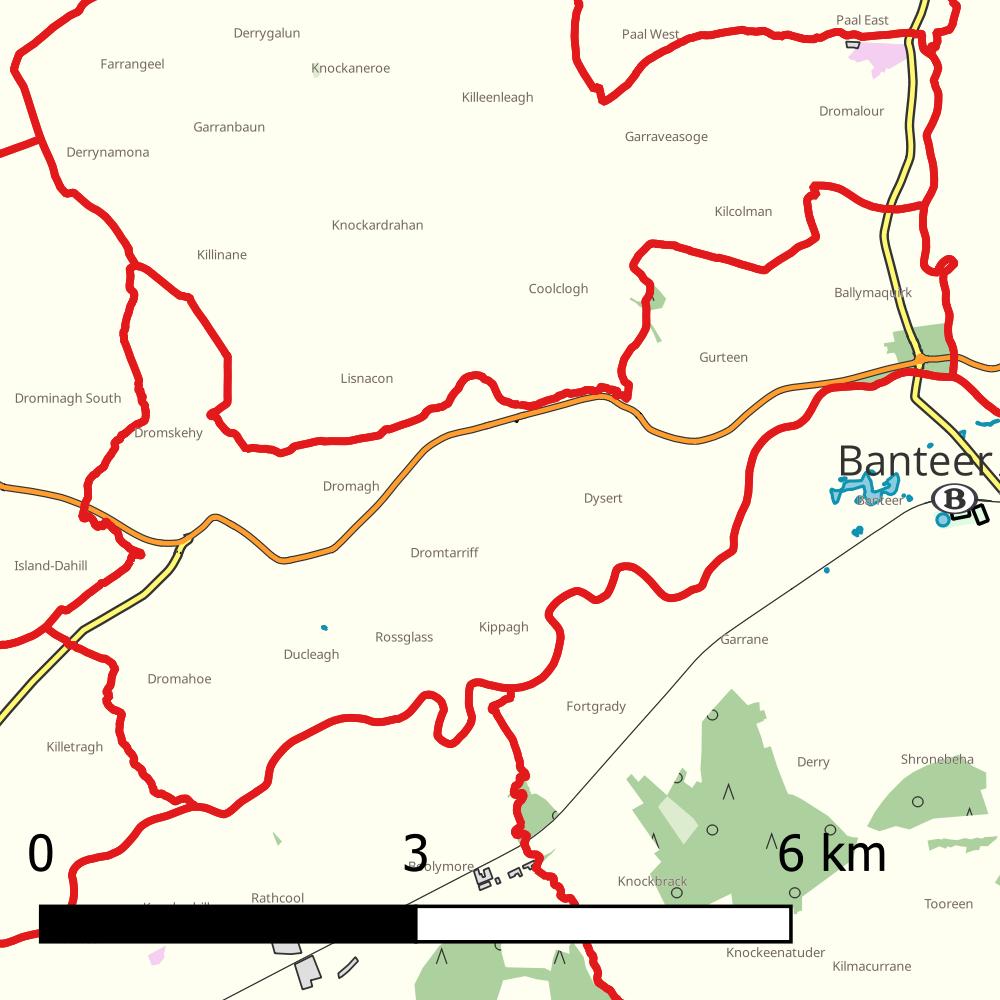 Paal East
Derrygalun
Paal West
Farrangeel
Knockaneroe
Killeenleagh
Dromalour
Garranbaun
Garraveasoge
Derrynamona
Kilcolman
Knockardrahan
Killinane
Coolclogh
Ballymaquirk
Gurteen
Lisnacon
Drominagh South
Dromskehy
Banteer
Dromagh
Dysert
Banteer
B
Dromtarriff
Island-Dahill
Kippagh
Rossglass
Garrane
Ducleagh
Dromahoe
Fortgrady
Killetragh
Derry
Shronebeha
0 3 6 km
Boolymore
Knockbrack
Rathcool
Tooreen
Knockeenatuder
Kilmacurrane